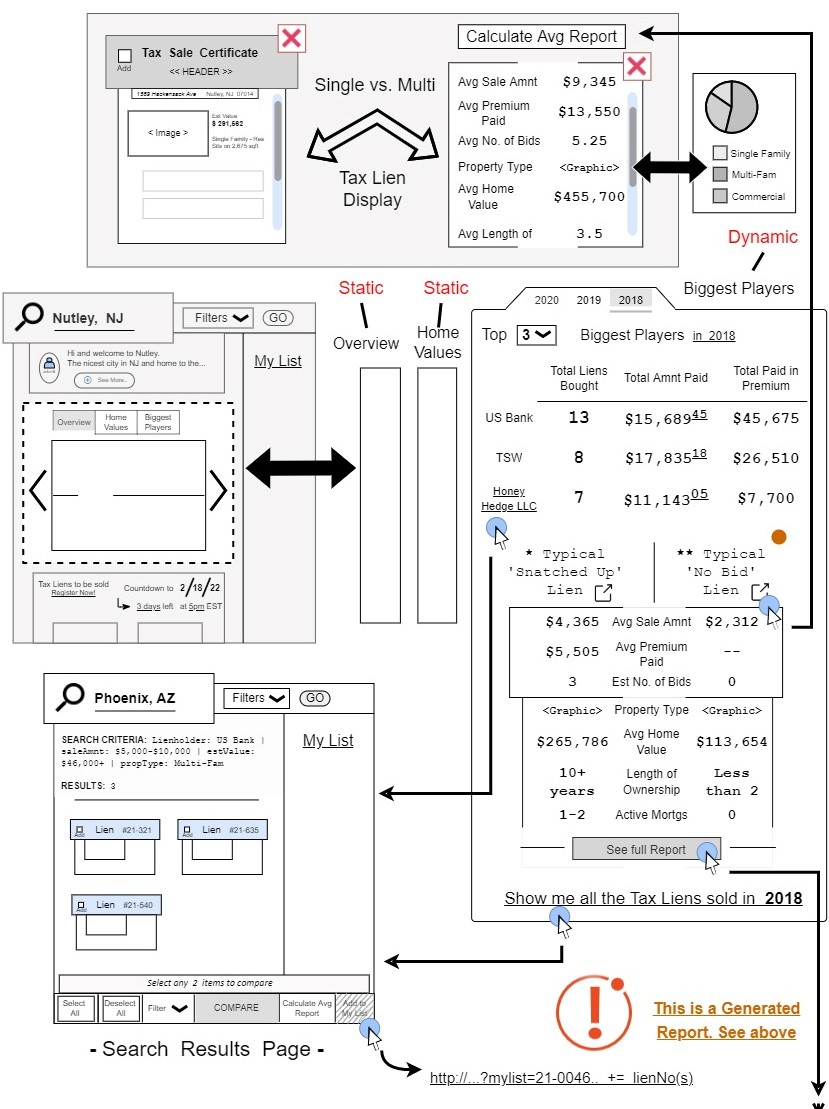 Calculate Avg Report
Tax Sale Certificate
Add
<< HEADER >>
1559 Hackensack Ave Nutley, NJ 07014
< Image >
Est Value
$ 291,562
Single Family - Res
Sits on 2,675 sqft
Single vs. Multi
Tax Lien
Display
Avg Sale Amnt $9,345
Avg Premium
Paid $13,550
Avg No. of Bids 5.25
Property Type <Graphic>
Avg Home
Value $455,700
Avg Length of 3.5
Single Family
Multi-Fam
Commercial
Dynamic
Biggest Players
Static
Overview
Static
Home
Values
Nutley, NJ
Filters
GO
Hi and welcome to Nutley.
The nicest city in NJ and home to the...
See More..
My List
Overview
Home
Values
Biggest
Players
Tax Liens to be sold
Register Now!
Countdown to 2/18/22
3 days left at 5pm EST
2020 2019 2018
Top 3 Biggest Players in 2018
Total Liens
Bought
Total Amnt Paid
Total Paid in
Premium
US Bank 13 $15,689 45 $45,675
TSW 8 $17,835 18 $26,510
Honey
Hedge LLC 7 $11,143 05 $7,700
★ Typical
'Snatched Up'
Lien
★★ Typical
'No Bid'
Lien
$4,365 Avg Sale Amnt $2,312
$5,505 Avg Premium
Paid --
3 Est No. of Bids 0
<Graphic> Property Type <Graphic>
$265,786 Avg Home
Value $113,654
10+
years
Length of
Ownership
Less
than 2
1-2 Active Mortgs 0
See full Report
Show me all the Tax Liens sold in 2018
Phoenix, AZ
Filters
GO
My List
SEARCH CRITERIA: Lienholder: US Bank |
saleAmnt: $5,000-$10,000 | estValue:
$46,000+ | propType: Multi-Fam
RESULTS: 3
Add Lien #21-321
Add Lien #21-635
Add Lien #21-540
Select any 2 items to compare
Select
All
Deselect
All
Filter
COMPARE
Calculate Avg
Report
Add to
My List
- Search Results Page -
http://...?mylist=21-0046.. += lienNo(s)
!
This is a Generated
Report. See above